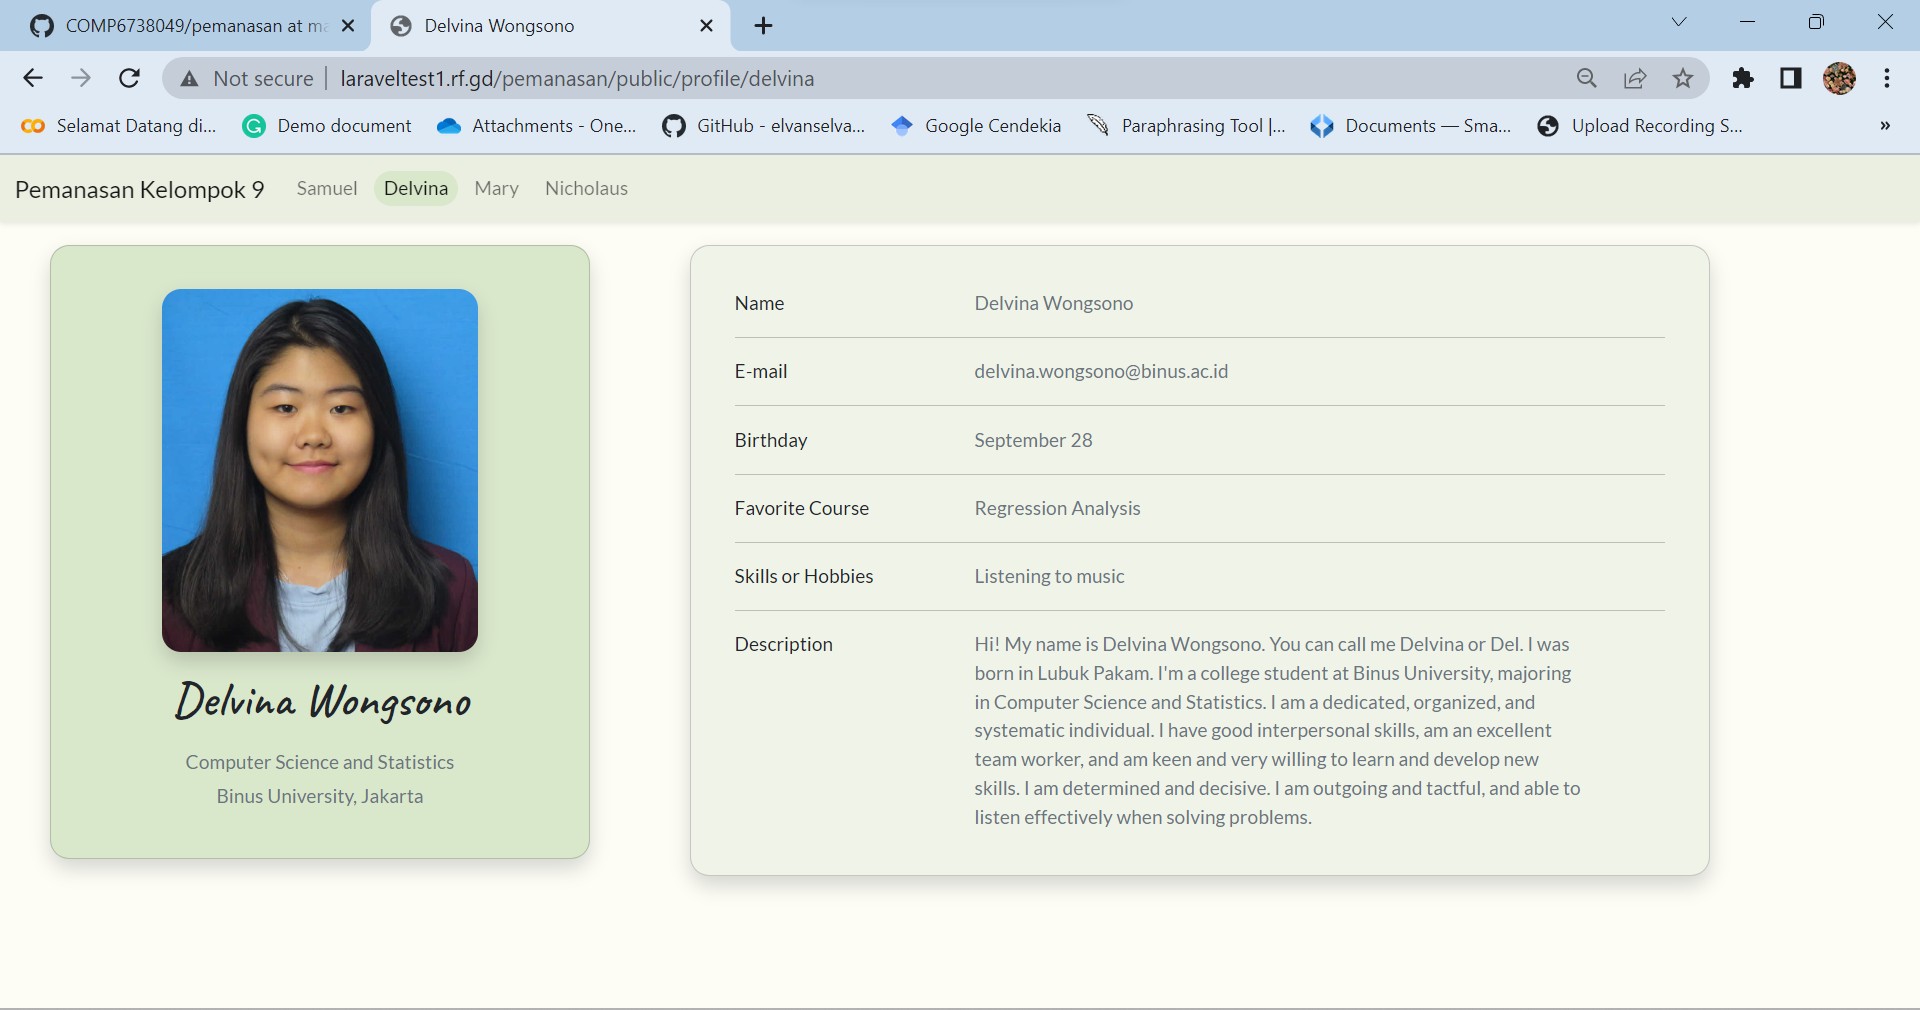 COMP6738049/pemanasan at ma
Delvina Wongsono
Not secure
laraveltest1.rf.gd/pemanasan/public/profile/delvina
Selamat Datang di...
Demo document
Attachments - One...
GitHub - elvanselva...
Google Cendekia
Paraphrasing Tool |...
Documents — Sma...
Upload Recording S...
»
Pemanasan Kelompok 9
Samuel
Delvina
Mary
Nicholaus
Delvina Wongsono
Computer Science and Statistics
Binus University, Jakarta
Name
Delvina Wongsono
E-mail
delvina.wongsono@binus.ac.id
Birthday
September 28
Favorite Course
Regression Analysis
Skills or Hobbies
Listening to music
Description
Hi! My name is Delvina Wongsono. You can call me Delvina or Del. I was
born in Lubuk Pakam. I'm a college student at Binus University, majoring
in Computer Science and Statistics. I am a dedicated, organized, and
systematic individual. I have good interpersonal skills, am an excellent
team worker, and am keen and very willing to learn and develop new
skills. I am determined and decisive. I am outgoing and tactful, and able to
listen effectively when solving problems.